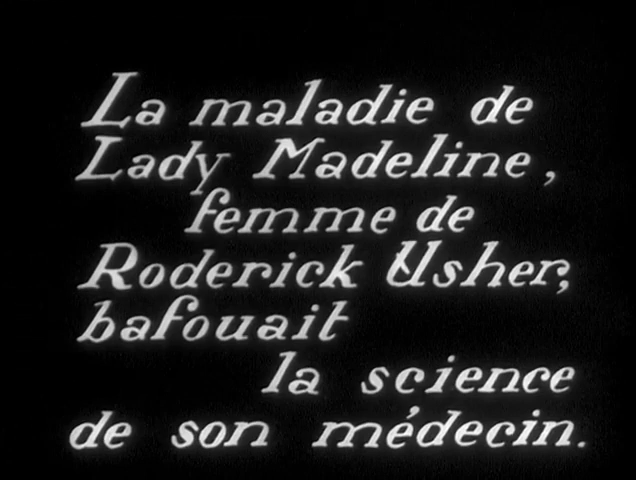 La maladie de
Lady Madeline,
femme de
Roderick Usher,
bafouait
la science
de son médecin.